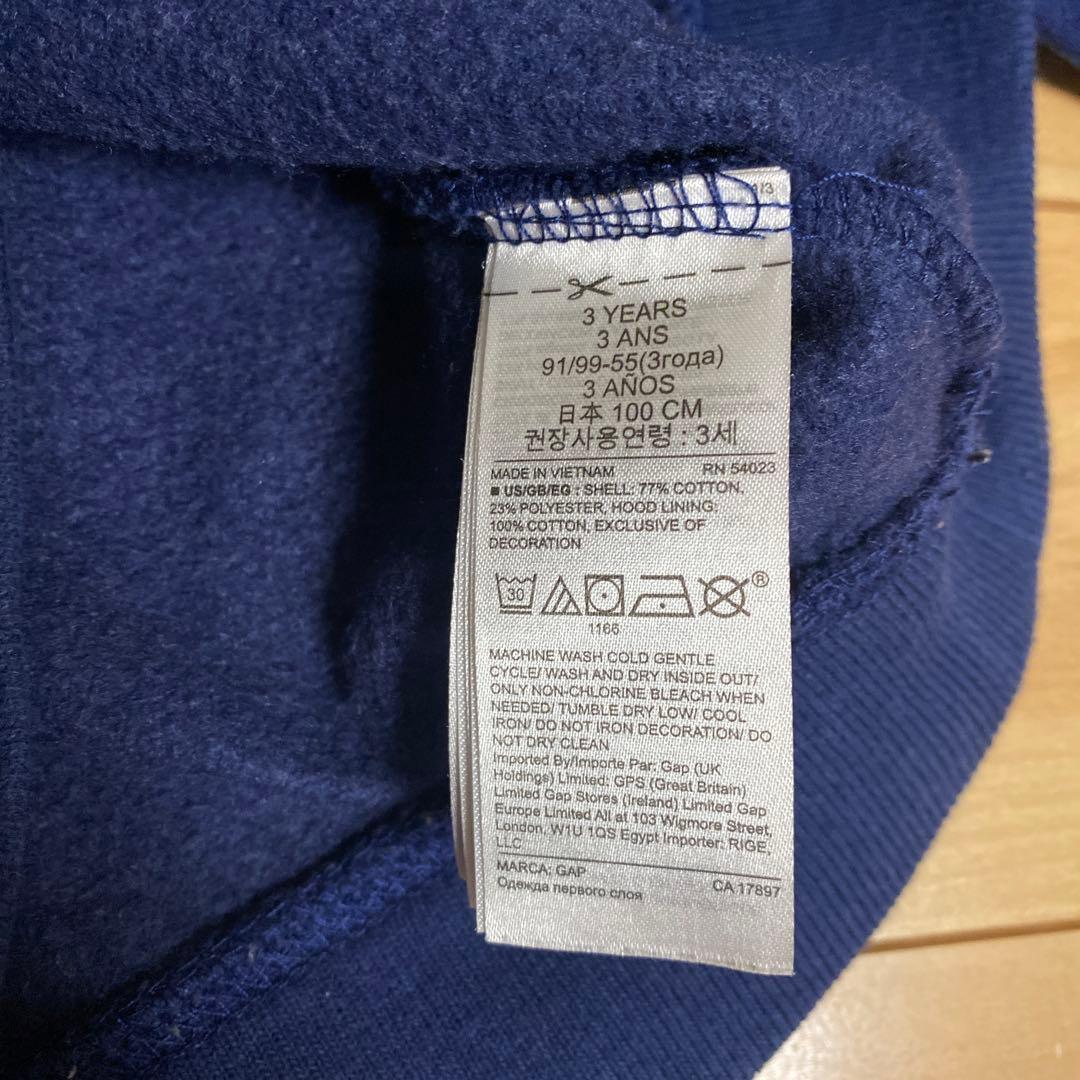 1/3
3 YEARS
3 ANS
91/99-55(3года)
3 AÑOS
日本 100 CM
권장사용연령 : 3세
MADE IN VIETNAM RN 54023
■ US/GB/EG : SHELL: 77% COTTON,
23% POLYESTER, HOOD LINING:
100% COTTON, EXCLUSIVE OF
DECORATION
30
®
1166
MACHINE WASH COLD GENTLE
CYCLE/ WASH AND DRY INSIDE OUT/
ONLY NON-CHLORINE BLEACH WHEN
NEEDED/ TUMBLE DRY LOW/ COOL
IRON/ DO NOT IRON DECORATION/ DO
NOT DRY CLEAN
Imported By/Importe Par: Gap (UK
Holdings) Limited; GPS (Great Britain)
Limited Gap Stores (Ireland) Limited Gap
Europe Limited All at 103 Wigmore Street,
London, W1U 1QS Egypt Importer: RIGE,
LLC
MARCA: GAP
Одежда первого слоя CA 17897